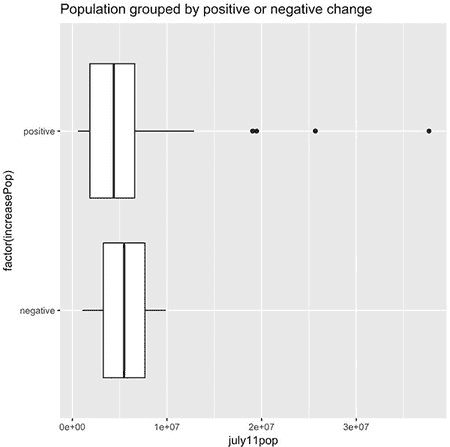 Population grouped by positive or negative change
factor(increasePop)
positive
negative
0e+00 1e+07 2e+07 3e+07
july11pop